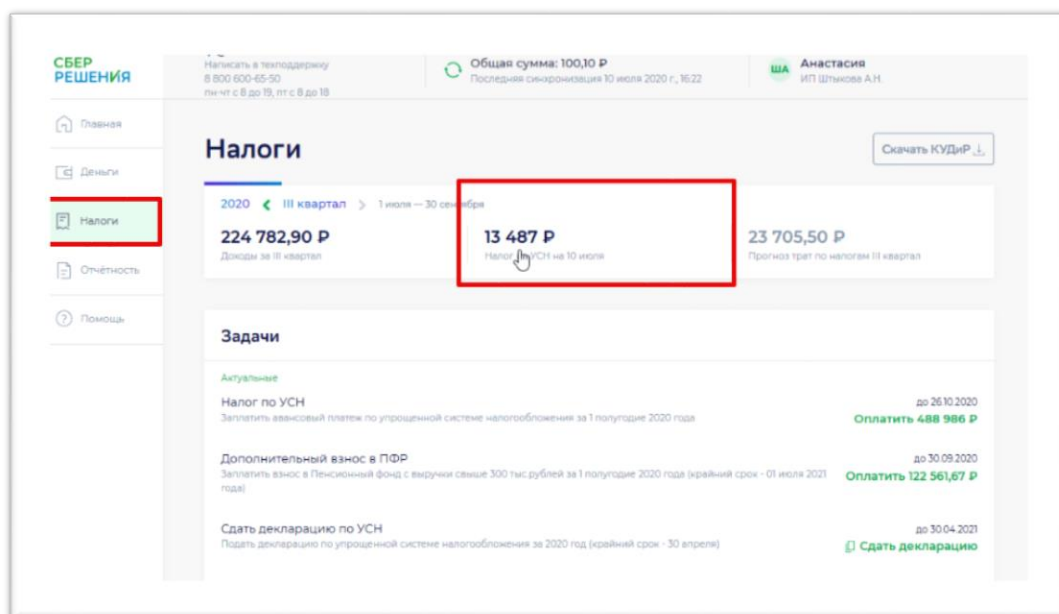 СБЕР
РЕШЕНИЯ
Написать в техподдержку
8 800 600-65-50
пн-чт с 8 до 19, пт с 8 до 18
Общая сумма: 100,10 ₽
Последняя синхронизация 10 июля 2020 г., 16:22
ША
Анастасия
ИП Штыкова А.Н.
Главная
Деньги
Налоги
Отчётность
Помощь
Налоги
Скачать КУДиР
2020 III квартал 1 июля — 30 сентября
224 782,90 ₽
Доходы за III квартал
13 487 ₽
Налог по УСН на 10 июля
23 705,50 ₽
Прогноз трат по налогам III квартал
Задачи
Актуальные
Налог по УСН
Заплатить авансовый платеж по упрощенной системе налогообложения за 1 полугодие 2020 года
до 26.10.2020
Оплатить 488 986 ₽
Дополнительный взнос в ПФР
Заплатить взнос в Пенсионный фонд с выручки свыше 300 тыс.рублей за 1 полугодие 2020 года (крайний срок - 01 июля 2021
года)
до 30.09.2020
Оплатить 122 561,67 ₽
Сдать декларацию по УСН
Подать декларацию по упрощенной системе налогообложения за 2020 год (крайний срок - 30 апреля)
до 30.04.2021
Сдать декларацию